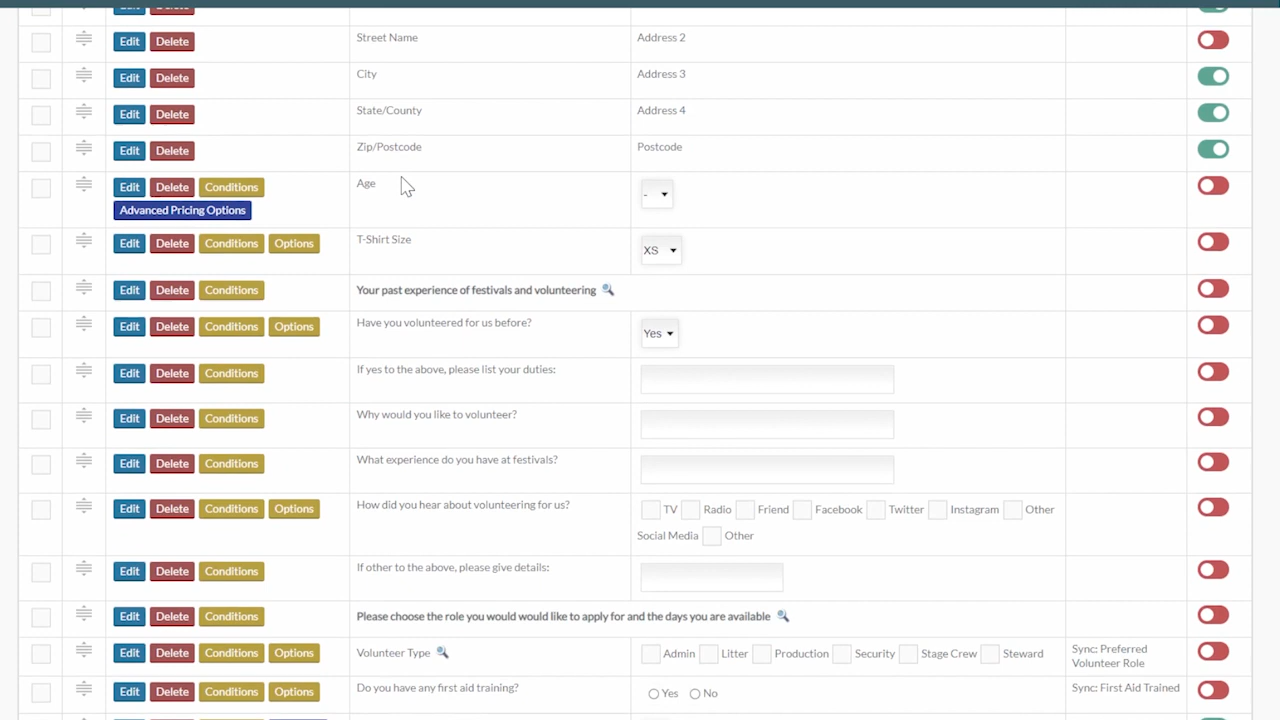 Edit Delete
Edit Delete Street Name Address 2
Edit Delete City Address 3
Edit Delete State/County Address 4
Edit Delete Zip/Postcode Postcode
Edit Delete Conditions Age -
Advanced Pricing Options
Edit Delete Conditions Options T-Shirt Size XS
Edit Delete Conditions Your past experience of festivals and volunteering
Edit Delete Conditions Options Have you volunteered for us before? Yes
Edit Delete Conditions If yes to the above, please list your duties:
Edit Delete Conditions Why would you like to volunteer?
Edit Delete Conditions What experience do you have at festivals?
Edit Delete Conditions Options How did you hear about volunteering for us? TV Radio Friend Facebook Twitter Instagram Other
Social Media Other
Edit Delete Conditions If other to the above, please give details:
Edit Delete Conditions Please choose the role you would would like to apply for and the days you are available
Edit Delete Conditions Options Volunteer Type Admin Litter Production Security Stage Crew Steward Sync: Preferred
Volunteer Role
Edit Delete Conditions Options Do you have any first aid training? Yes No Sync: First Aid Trained